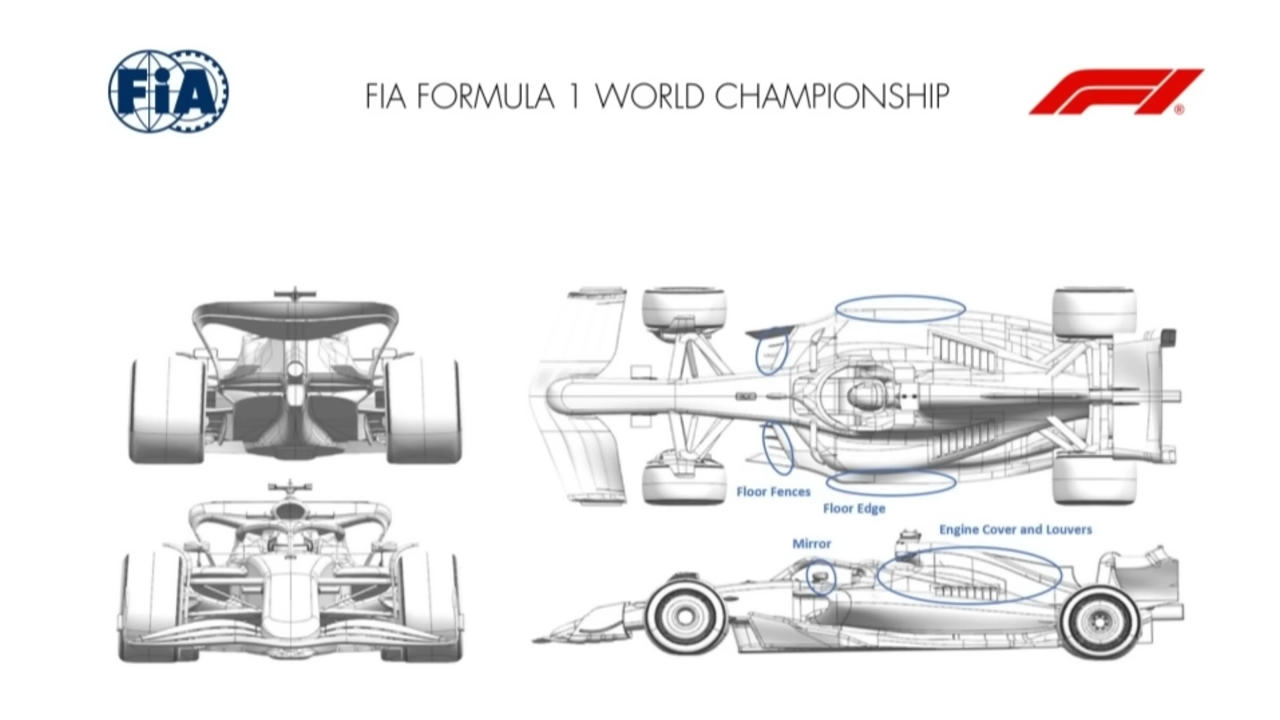 FiA
FIA FORMULA 1 WORLD CHAMPIONSHIP
F1®
Floor Fences
Floor Edge
Engine Cover and Louvers
Mirror